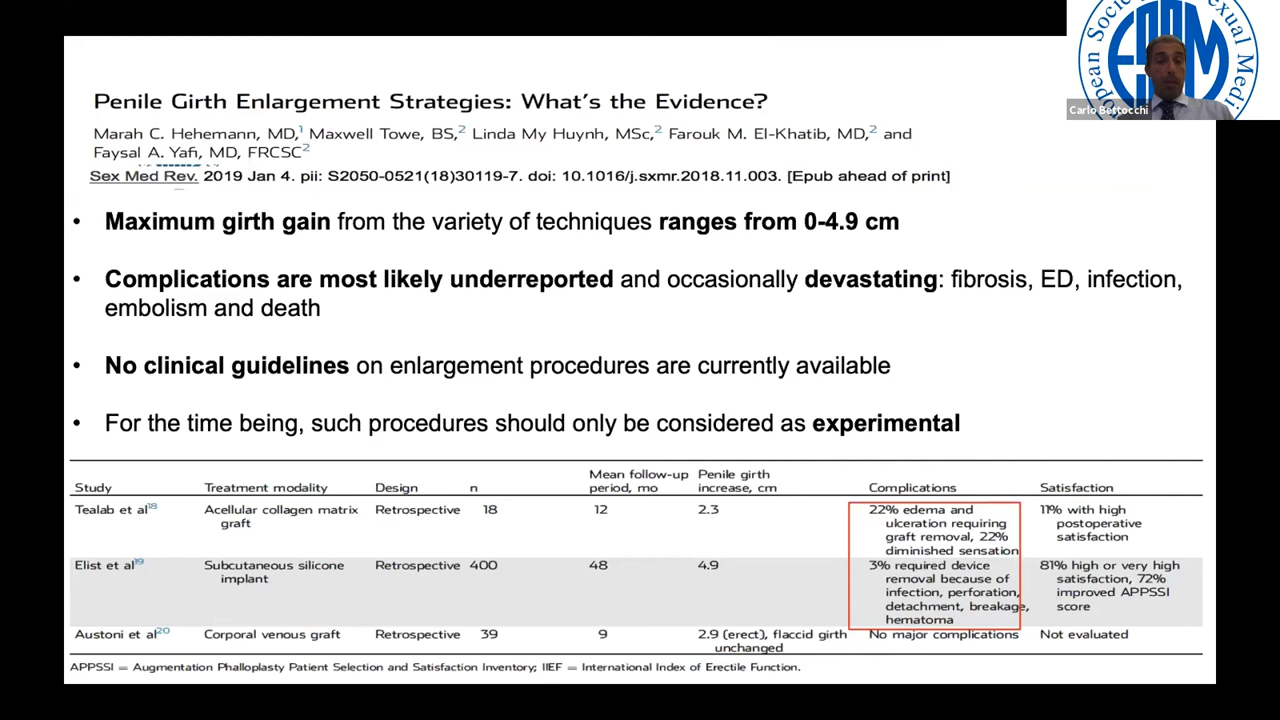 pean Soc
xual Medi
Carlo Bettocchi
Penile Girth Enlargement Strategies: What's the Evidence?
Marah C. Hehemann, MD,1 Maxwell Towe, BS,2 Linda My Huynh, MSc,2 Farouk M. El-Khatib, MD,2 and
Faysal A. Yafi, MD, FRCSC2
Sex Med Rev. 2019 Jan 4. pii: S2050-0521(18)30119-7. doi: 10.1016/j.sxmr.2018.11.003. [Epub ahead of print]
• Maximum girth gain from the variety of techniques ranges from 0-4.9 cm
• Complications are most likely underreported and occasionally devastating: fibrosis, ED, infection,
embolism and death
• No clinical guidelines on enlargement procedures are currently available
• For the time being, such procedures should only be considered as experimental
Study Treatment modality Design n Mean follow-up period, mo Penile girth increase, cm Complications Satisfaction
Tealab et al18 Acellular collagen matrix Retrospective 18 12 2.3 22% edema and 11% with high
graft ulceration requiring postoperative
graft removal, 22% satisfaction
diminished sensation
Elist et al19 Subcutaneous silicone Retrospective 400 48 4.9 3% required device 81% high or very high
implant removal because of satisfaction, 72%
infection, perforation, improved APPSSI
detachment, breakage, score
hematoma
Austoni et al20 Corporal venous graft Retrospective 39 9 2.9 (erect), flaccid girth No major complications Not evaluated
unchanged
APPSSI = Augmentation Phalloplasty Patient Selection and Satisfaction Inventory; IIEF = International Index of Erectile Function.